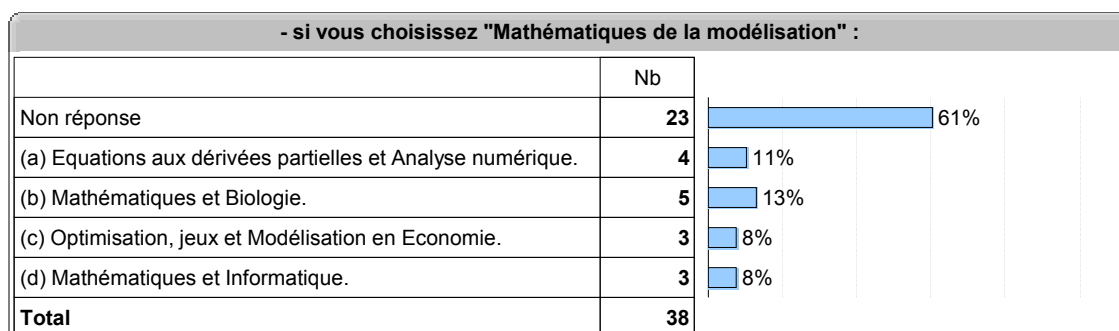 - si vous choisissez "Mathématiques de la modélisation" :
Nb
Non réponse 23 61%
(a) Equations aux dérivées partielles et Analyse numérique. 4 11%
(b) Mathématiques et Biologie. 5 13%
(c) Optimisation, jeux et Modélisation en Economie. 3 8%
(d) Mathématiques et Informatique. 3 8%
Total 38